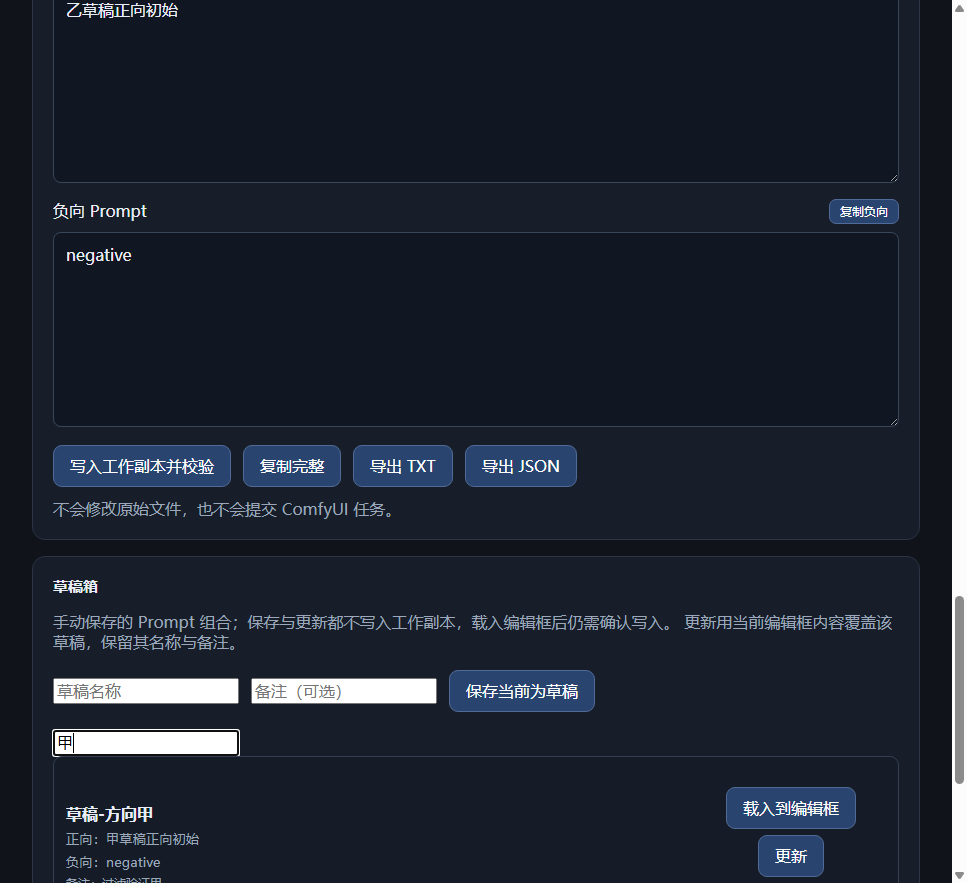 乙草稿正向初始
负向 Prompt
复制负向
negative
写入工作副本并校验
复制完整
导出 TXT
导出 JSON
不会修改原始文件，也不会提交 ComfyUI 任务。
草稿箱
手动保存的 Prompt 组合；保存与更新都不写入工作副本，载入编辑框后仍需确认写入。 更新用当前编辑框内容覆盖该
草稿，保留其名称与备注。
草稿名称
备注（可选）
保存当前为草稿
甲
草稿-方向甲
载入到编辑框
正向：甲草稿正向初始
更新
负向：negative
备注：过滤验证甲